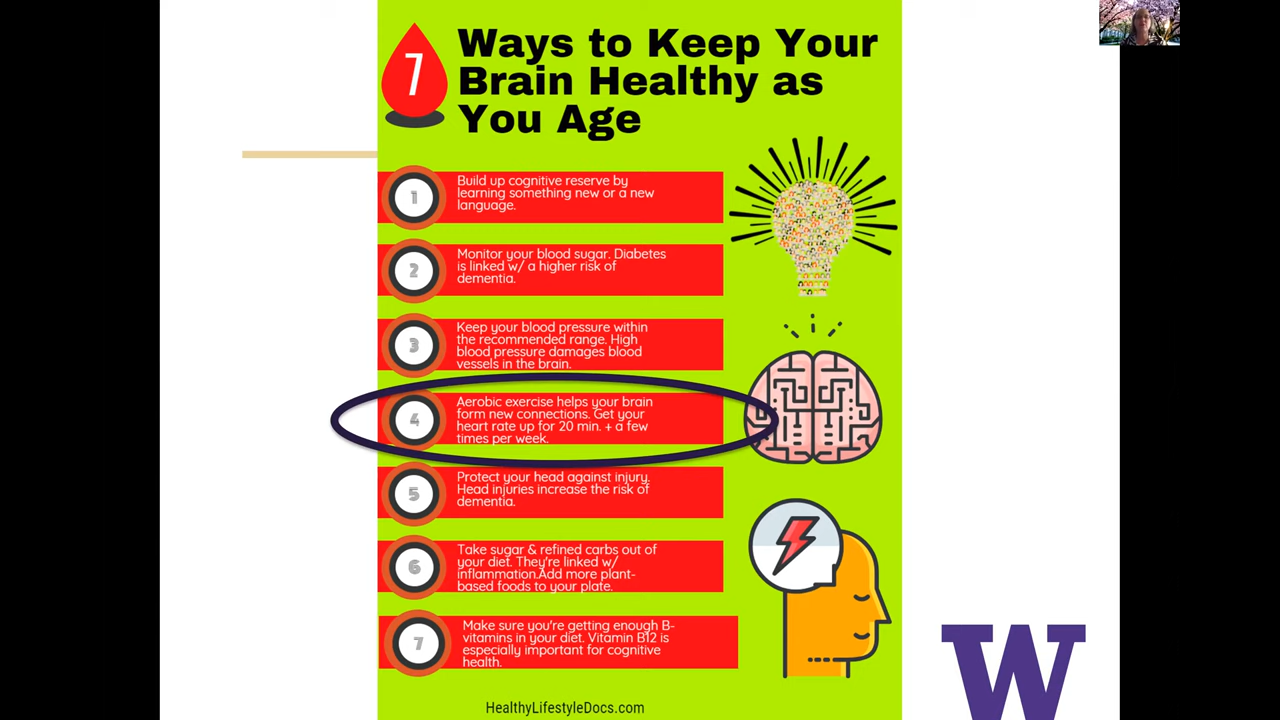 7
Ways to Keep Your
Brain Healthy as
You Age
1
Build up cognitive reserve by
learning something new or a new
language.
2
Monitor your blood sugar. Diabetes
is linked w/ a higher risk of
dementia.
3
Keep your blood pressure within
the recommended range. High
blood pressure damages blood
vessels in the brain.
4
Aerobic exercise helps your brain
form new connections. Get your
heart rate up for 20 min. + a few
times per week.
5
Protect your head against injury.
Head injuries increase the risk of
dementia.
6
Take sugar & refined carbs out of
your diet. They're linked w/
inflammation.Add more plant-
based foods to your plate.
7
Make sure you're getting enough B-
vitamins in your diet. Vitamin B12 is
especially important for cognitive
health.
HealthyLifestyleDocs.com
W